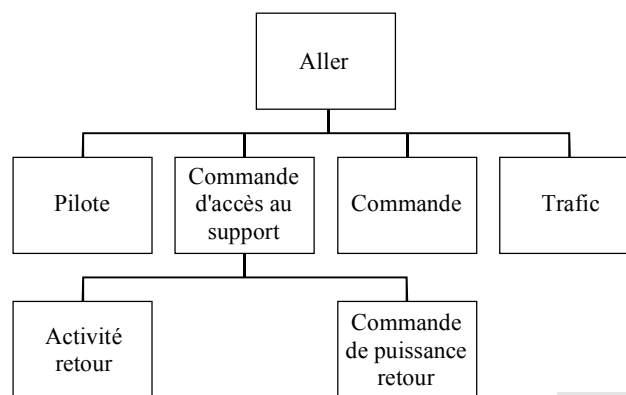 Aller
Pilote
Commande
d'accès au
support
Commande
Trafic
Activité
retour
Commande
de puissance
retour